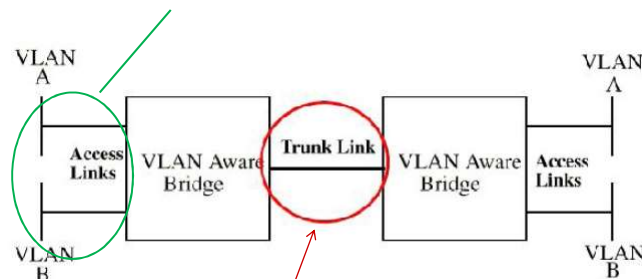 VLAN
A
Access
Links
VLAN
B
VLAN Aware
Bridge
Trunk Link
VLAN Aware
Bridge
VLAN
A
Access
Links
VLAN
B